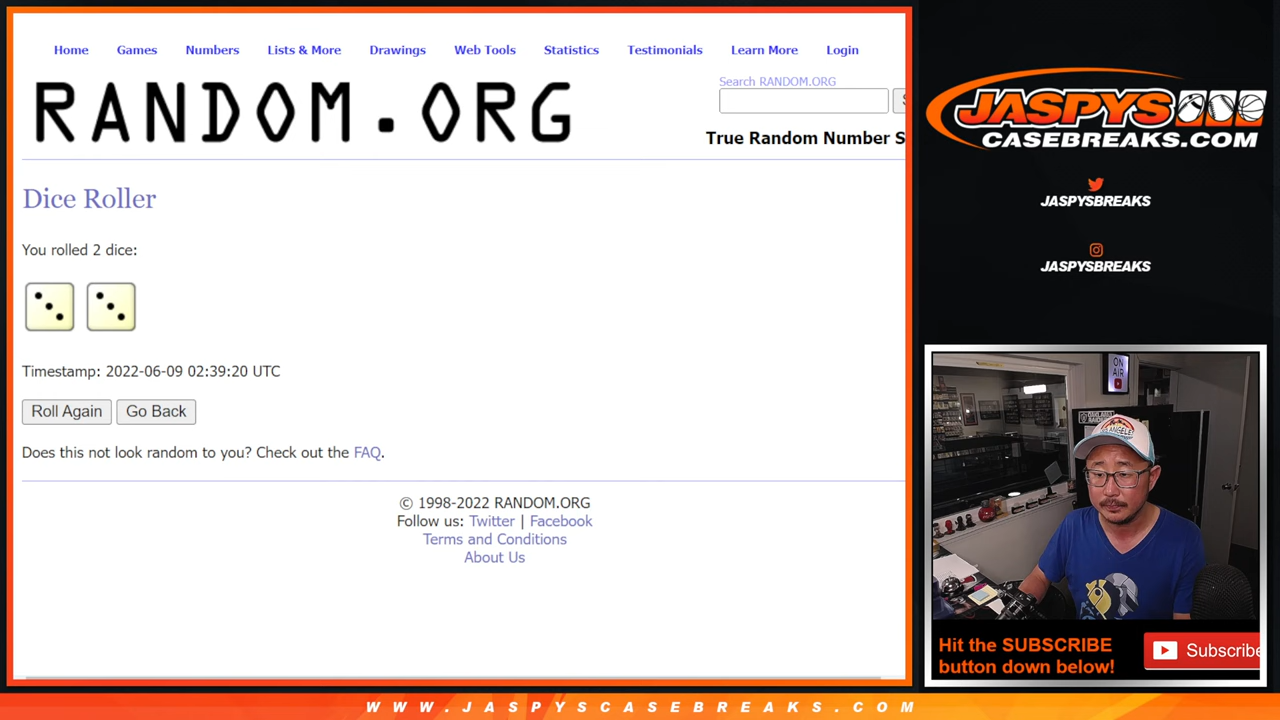 Home Games Numbers Lists & More Drawings Web Tools Statistics Testimonials Learn More Login
RANDOM.ORG
Search RANDOM.ORG
S
True Random Number S
Dice Roller
You rolled 2 dice:
Timestamp: 2022-06-09 02:39:20 UTC
Roll Again Go Back
Does this not look random to you? Check out the FAQ.
© 1998-2022 RANDOM.ORG
Follow us: Twitter | Facebook
Terms and Conditions
About Us
JASPYS
CASEBREAKS.COM
JASPYSBREAKS
JASPYSBREAKS
ON
AIR
Hit the SUBSCRIBE
button down below!
Subscribe
WWW.JASPYSCASEBREAKS.COM